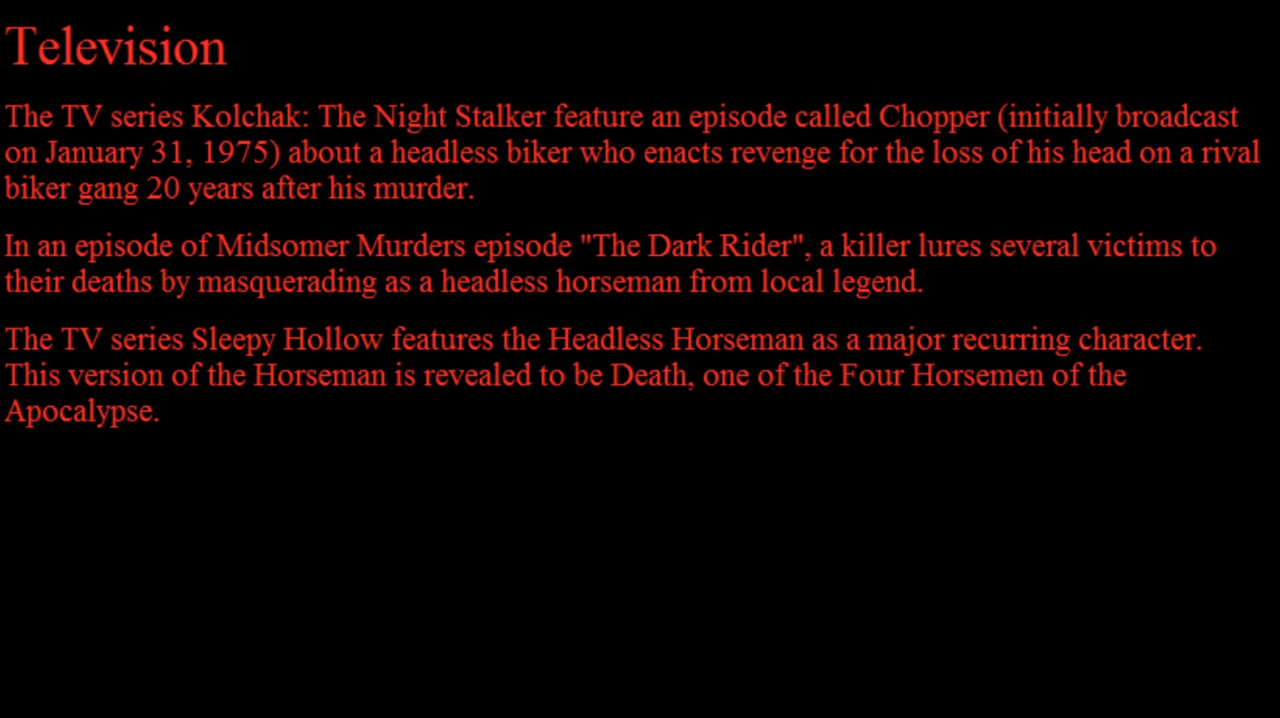 Television
The TV series Kolchak: The Night Stalker feature an episode called Chopper (initially broadcast
on January 31, 1975) about a headless biker who enacts revenge for the loss of his head on a rival
biker gang 20 years after his murder.
In an episode of Midsomer Murders episode "The Dark Rider", a killer lures several victims to
their deaths by masquerading as a headless horseman from local legend.
The TV series Sleepy Hollow features the Headless Horseman as a major recurring character.
This version of the Horseman is revealed to be Death, one of the Four Horsemen of the
Apocalypse.